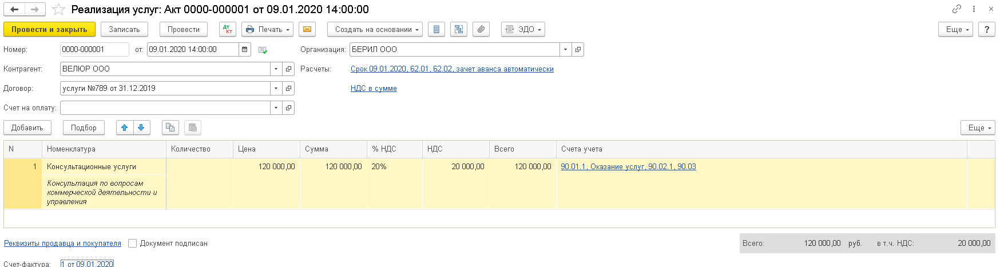 Реализация услуг: Акт 0000-000001 от 09.01.2020 14:00:00
Провести и закрыть Записать Провести Дт Кт Печать Создать на основании ЭДО Еще ?
Номер: 0000-000001 от: 09.01.2020 14:00:00 Организация: БЕРИЛ ООО
Контрагент: ВЕЛЮР ООО Расчеты: Срок 09.01.2020, 62.01, 62.02, зачет аванса автоматически
Договор: услуги №789 от 31.12.2019 НДС в сумме
Счет на оплату:
Добавить Подбор Еще
N Номенклатура Количество Цена Сумма % НДС НДС Всего Счета учета
1 Консультационные услуги 120 000,00 120 000,00 20% 20 000,00 120 000,00 90.01.1, Оказание услуг, 90.02.1, 90.03
Консультация по вопросам
коммерческой деятельности и
управления
Реквизиты продавца и покупателя Документ подписан Всего: 120 000,00 руб. в т.ч. НДС: 20 000,00
Счет-фактура: 1 от 09.01.2020